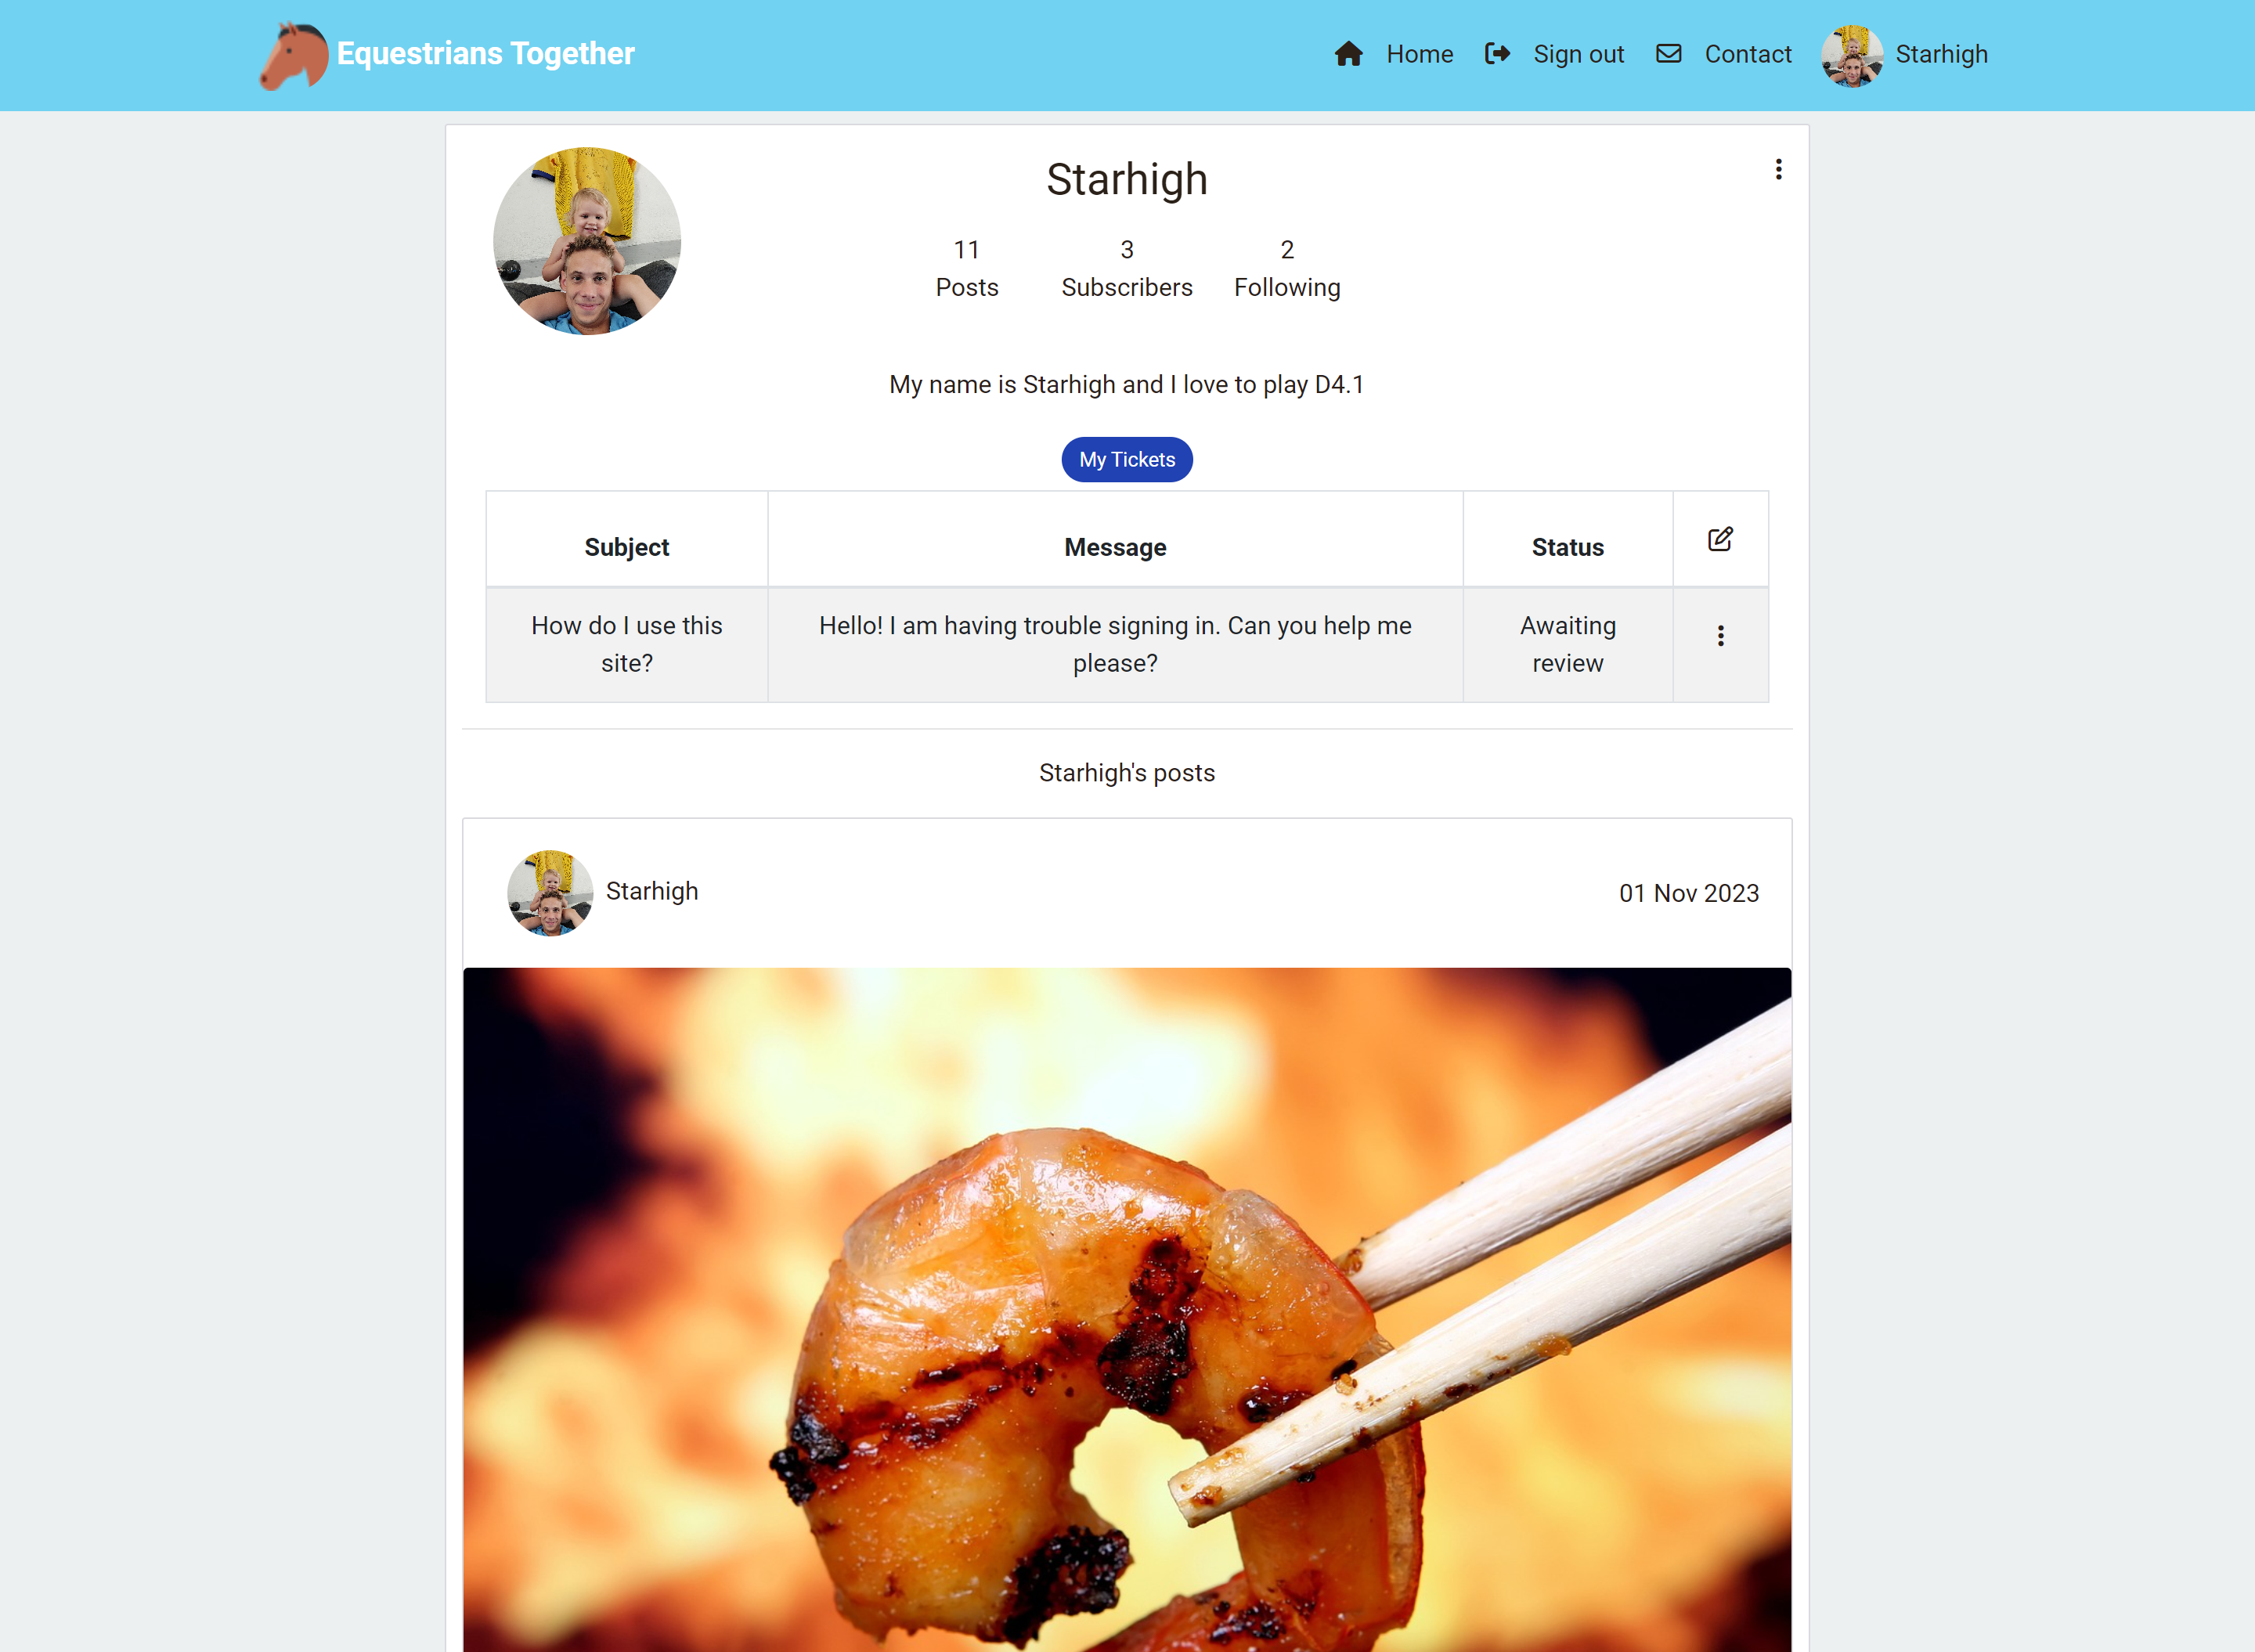 Equestrians Together
Home
Sign out
Contact
Starhigh
Starhigh
11
Posts
3
Subscribers
2
Following
My name is Starhigh and I love to play D4.1
My Tickets
Subject
Message
Status
How do I use this
site?
Hello! I am having trouble signing in. Can you help me
please?
Awaiting
review
Starhigh's posts
Starhigh
01 Nov 2023